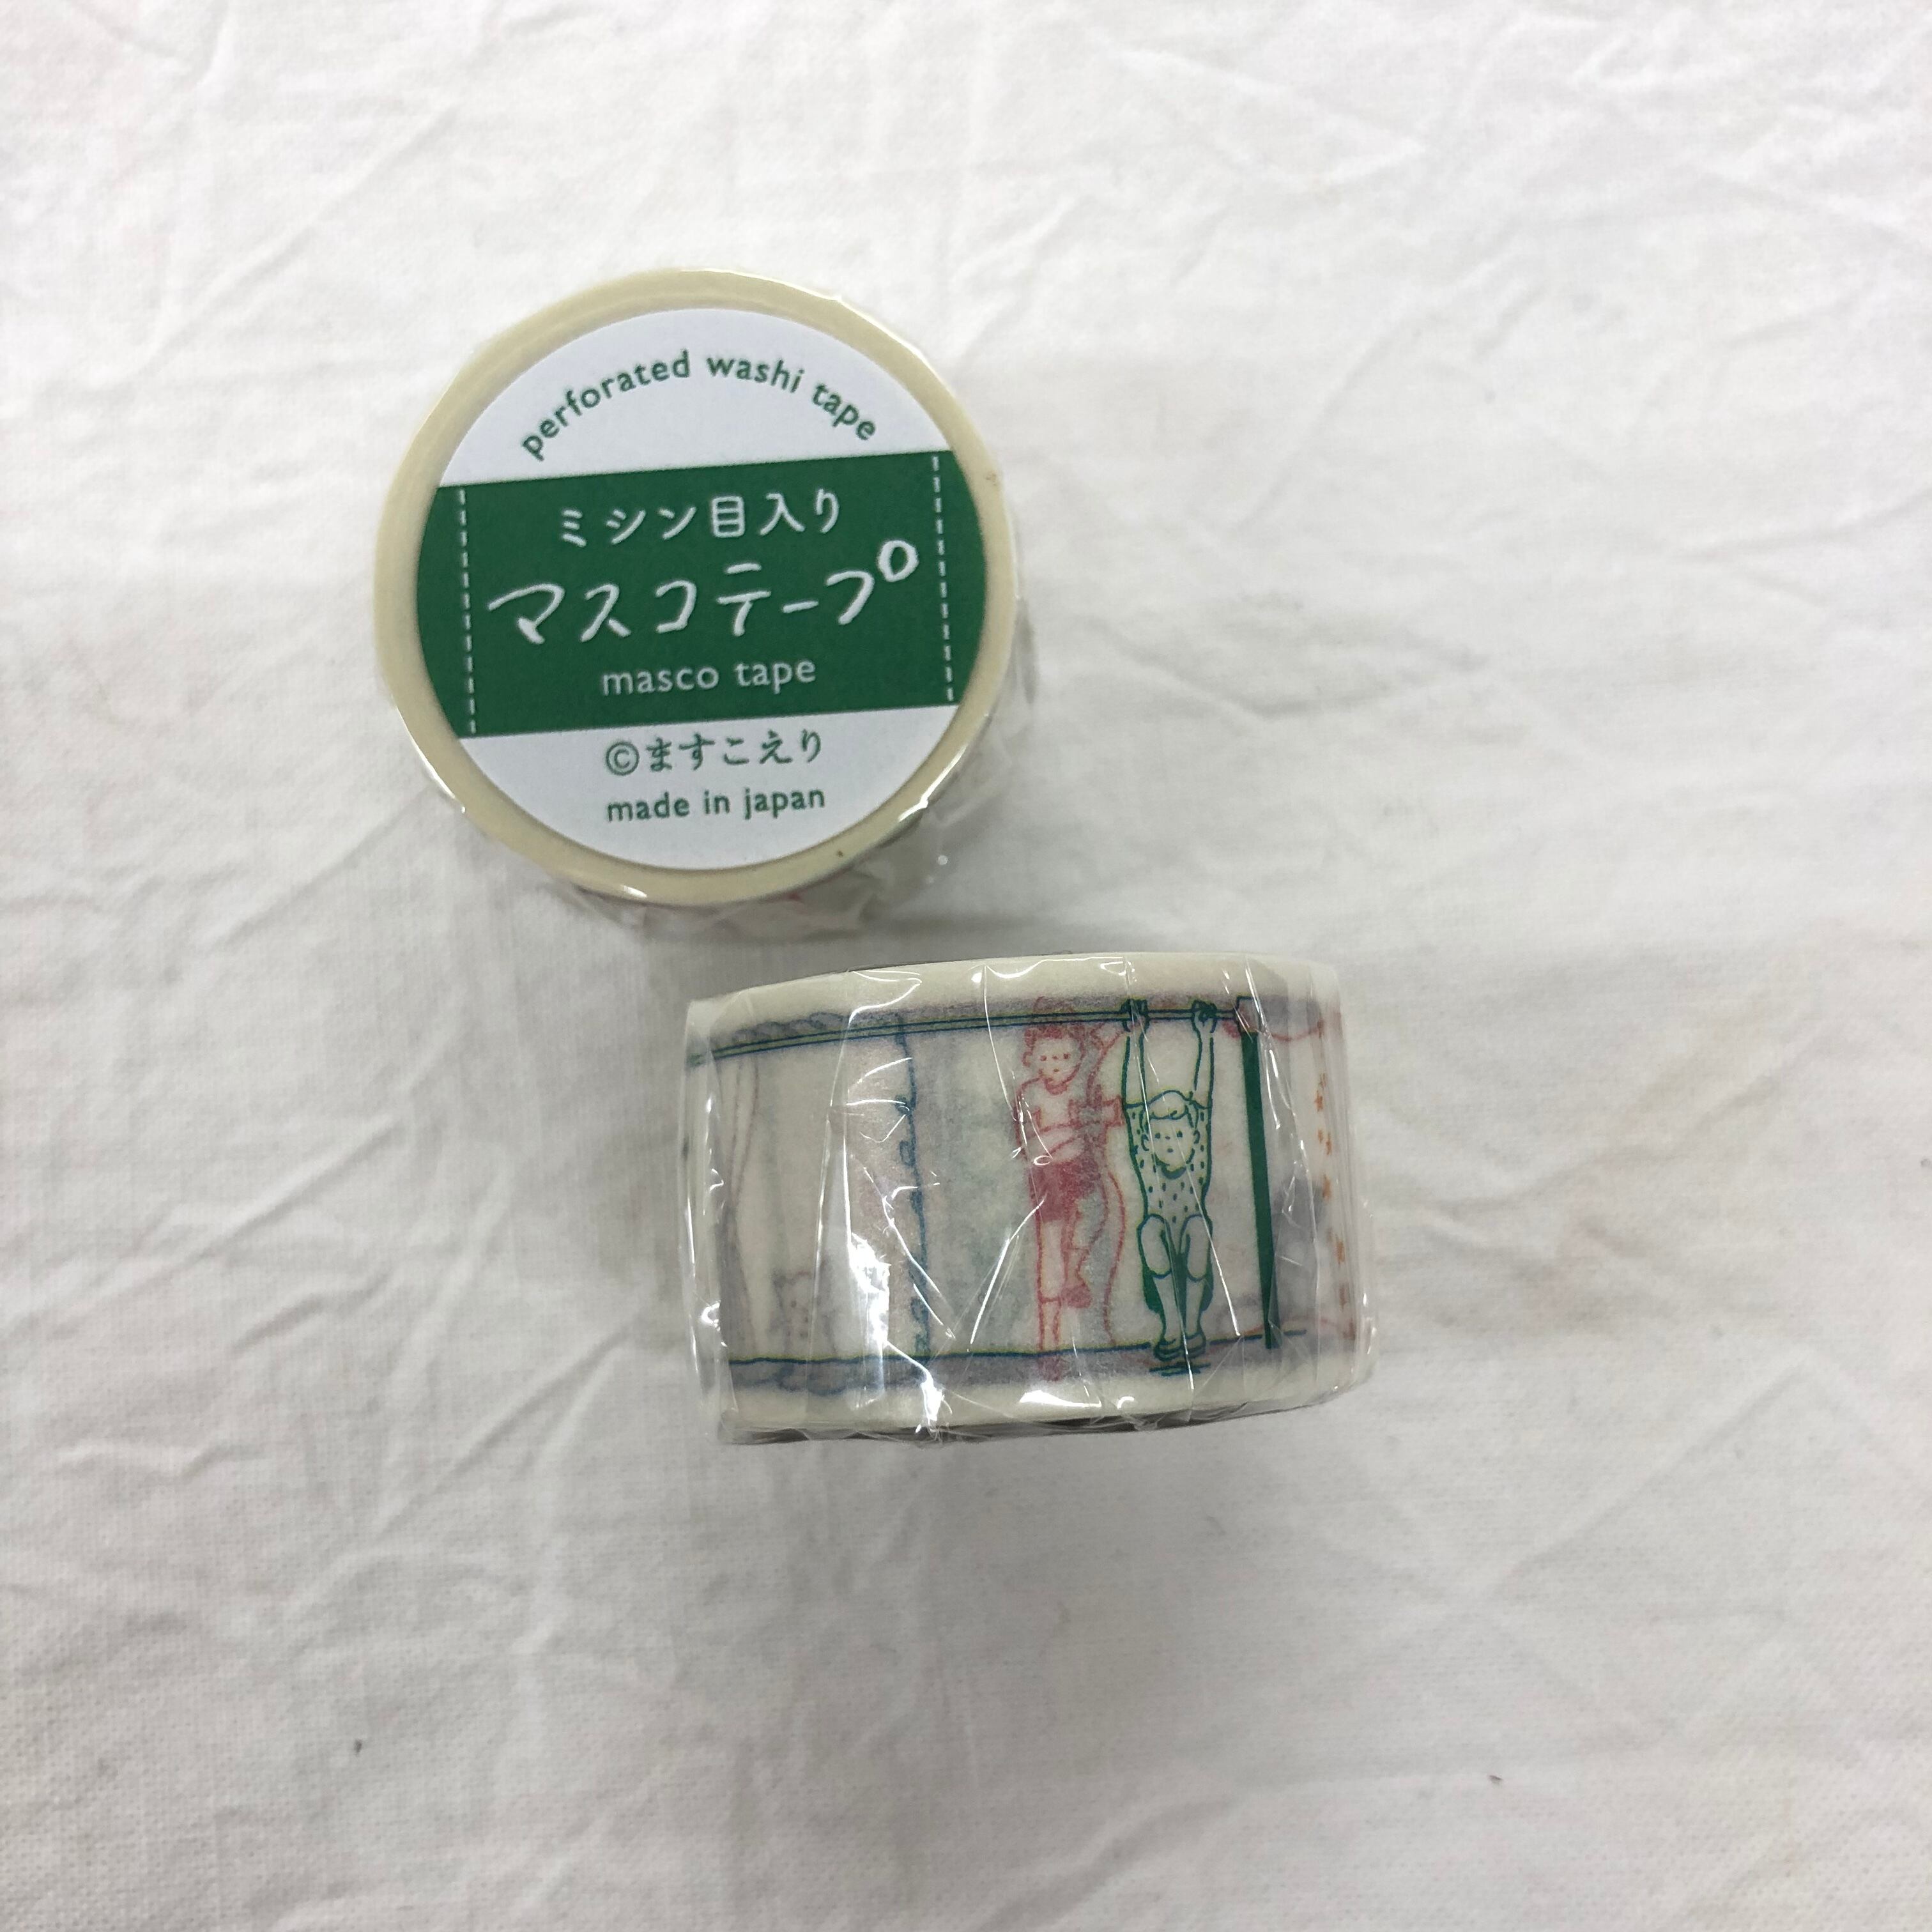 perforated washi tape
ミシン目入り
マスコテープ
masco tape
©ますこえり
made in japan